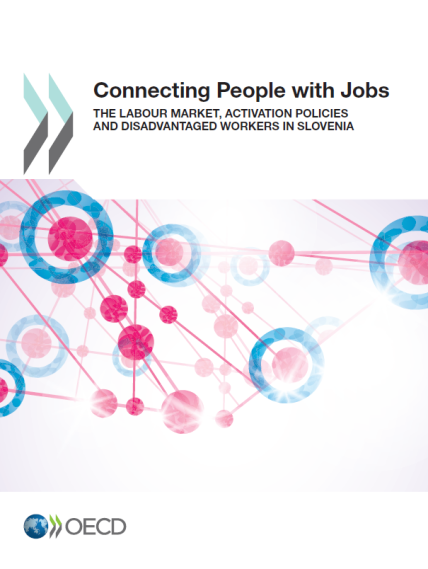 Connecting People with Jobs
THE LABOUR MARKET, ACTIVATION POLICIES
AND DISADVANTAGED WORKERS IN SLOVENIA
OECD